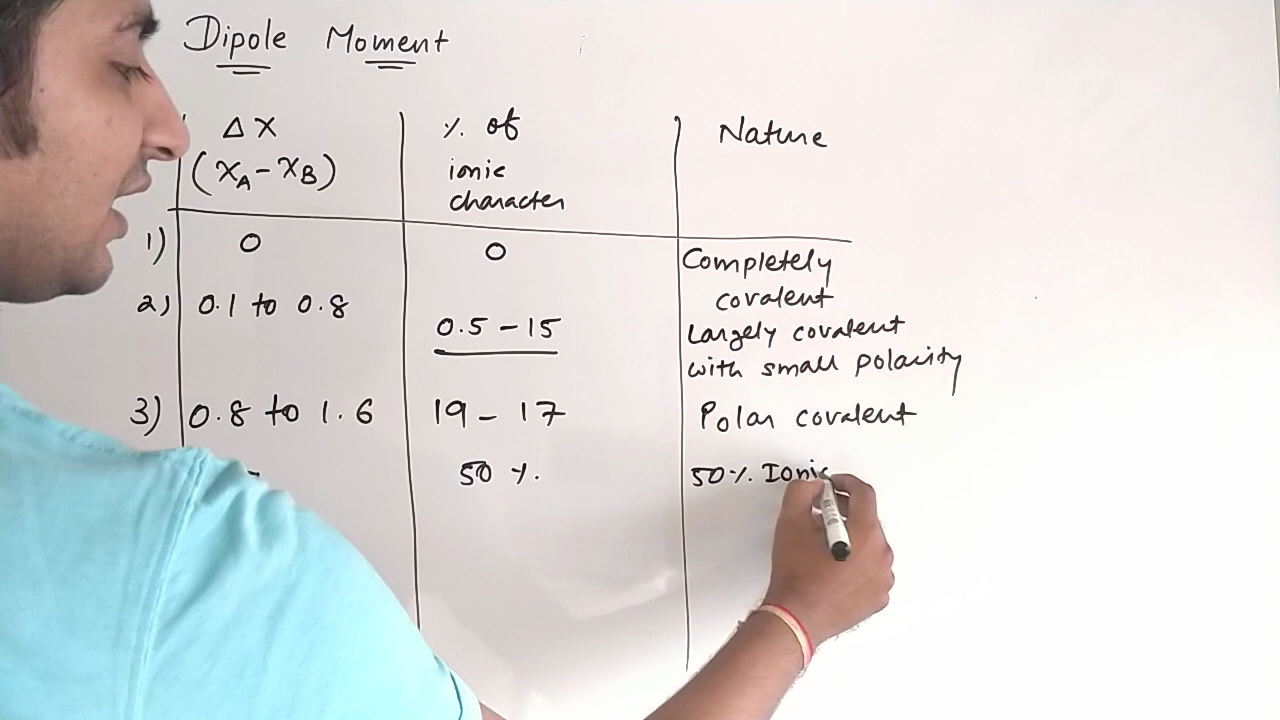 Dipole Moment
Δ X
(XA - XB)
% of
ionic
character
Nature
1) 0
0
Completely
covalent
2) 0.1 to 0.8
0.5 - 15
Largely covalent
with small polarity
3) 0.8 to 1.6
19 - 17
Polar covalent
50 %.
50 %. Ionic